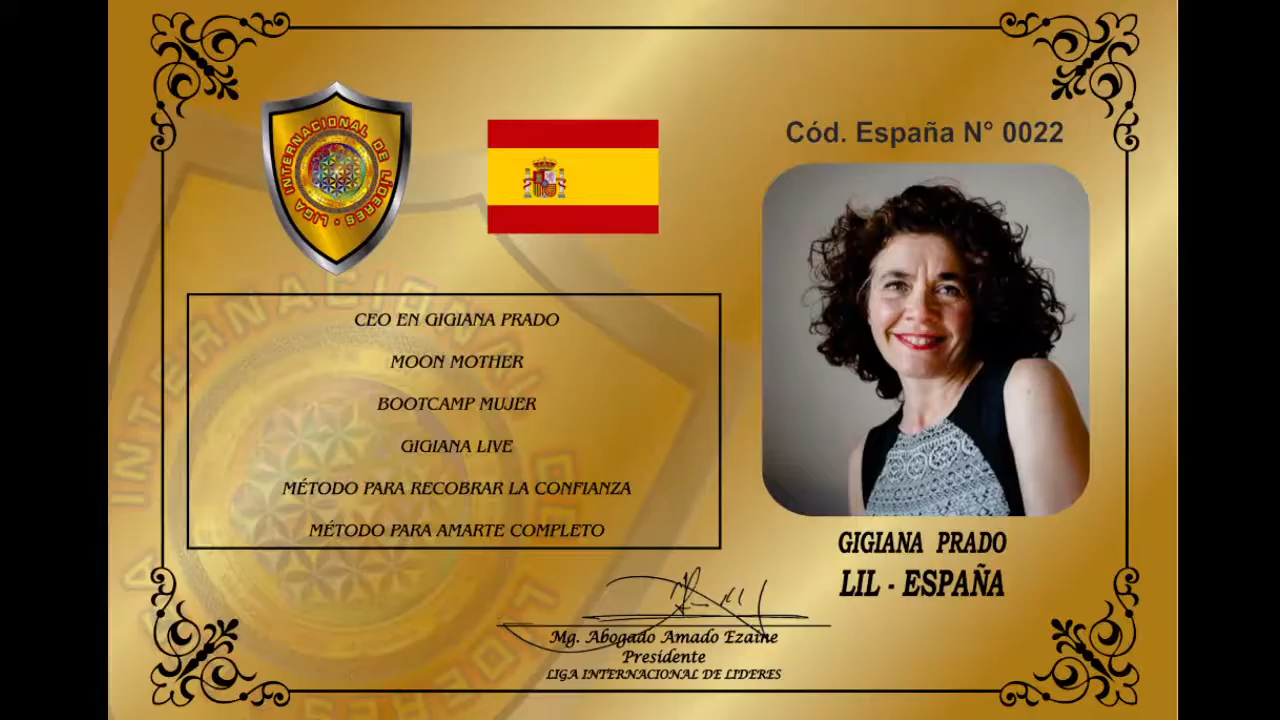 LIGA INTERNACIONAL DE LÍDERES
Cód. España N° 0022
CEO EN GIGIANA PRADO
MOON MOTHER
BOOTCAMP MUJER
GIGIANA LIVE
MÉTODO PARA RECOBRAR LA CONFIANZA
MÉTODO PARA AMARTE COMPLETO
GIGIANA PRADO
LIL - ESPAÑA
Mg. Abogado Amado Ezaine
Presidente
LIGA INTERNACIONAL DE LIDERES